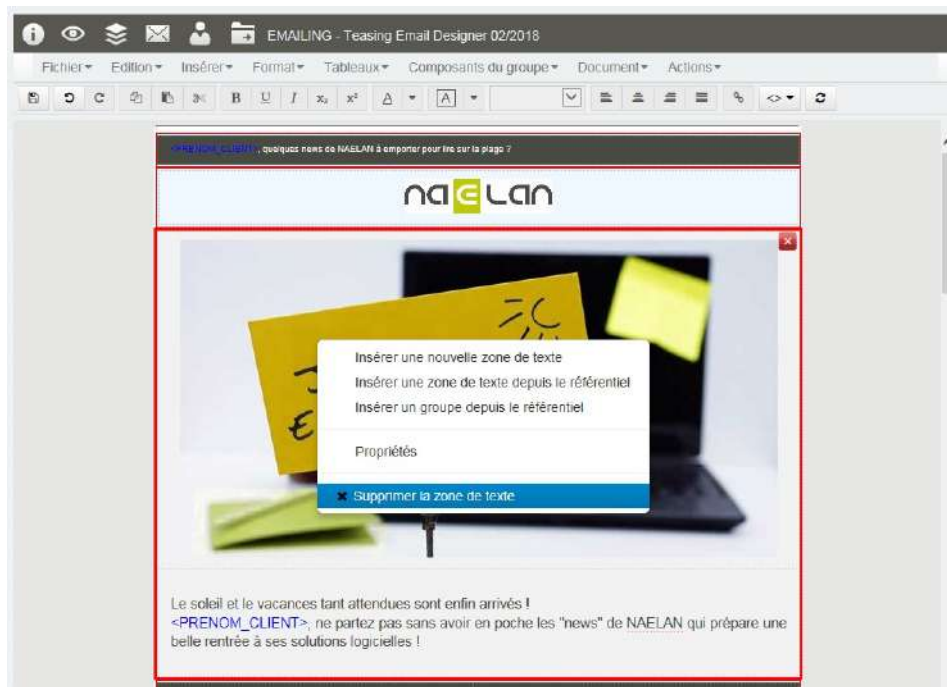 EMAILING - Teasing Email Designer 02/2018
Fichier Edition Insérer Format Tableaux Composants du groupe Document Actions
B U I x₂ x² A A
<PRENOM_CLIENT>, quelques news de NAELAN à emporter pour lire sur la plage ?
naelan
Insérer une nouvelle zone de texte
Insérer une zone de texte depuis le référentiel
Insérer un groupe depuis le référentiel
Propriétés
Supprimer la zone de texte
Le soleil et le vacances tant attendues sont enfin arrivés !
<PRENOM_CLIENT>, ne partez pas sans avoir en poche les "news" de NAELAN qui prépare une
belle rentrée à ses solutions logicielles !